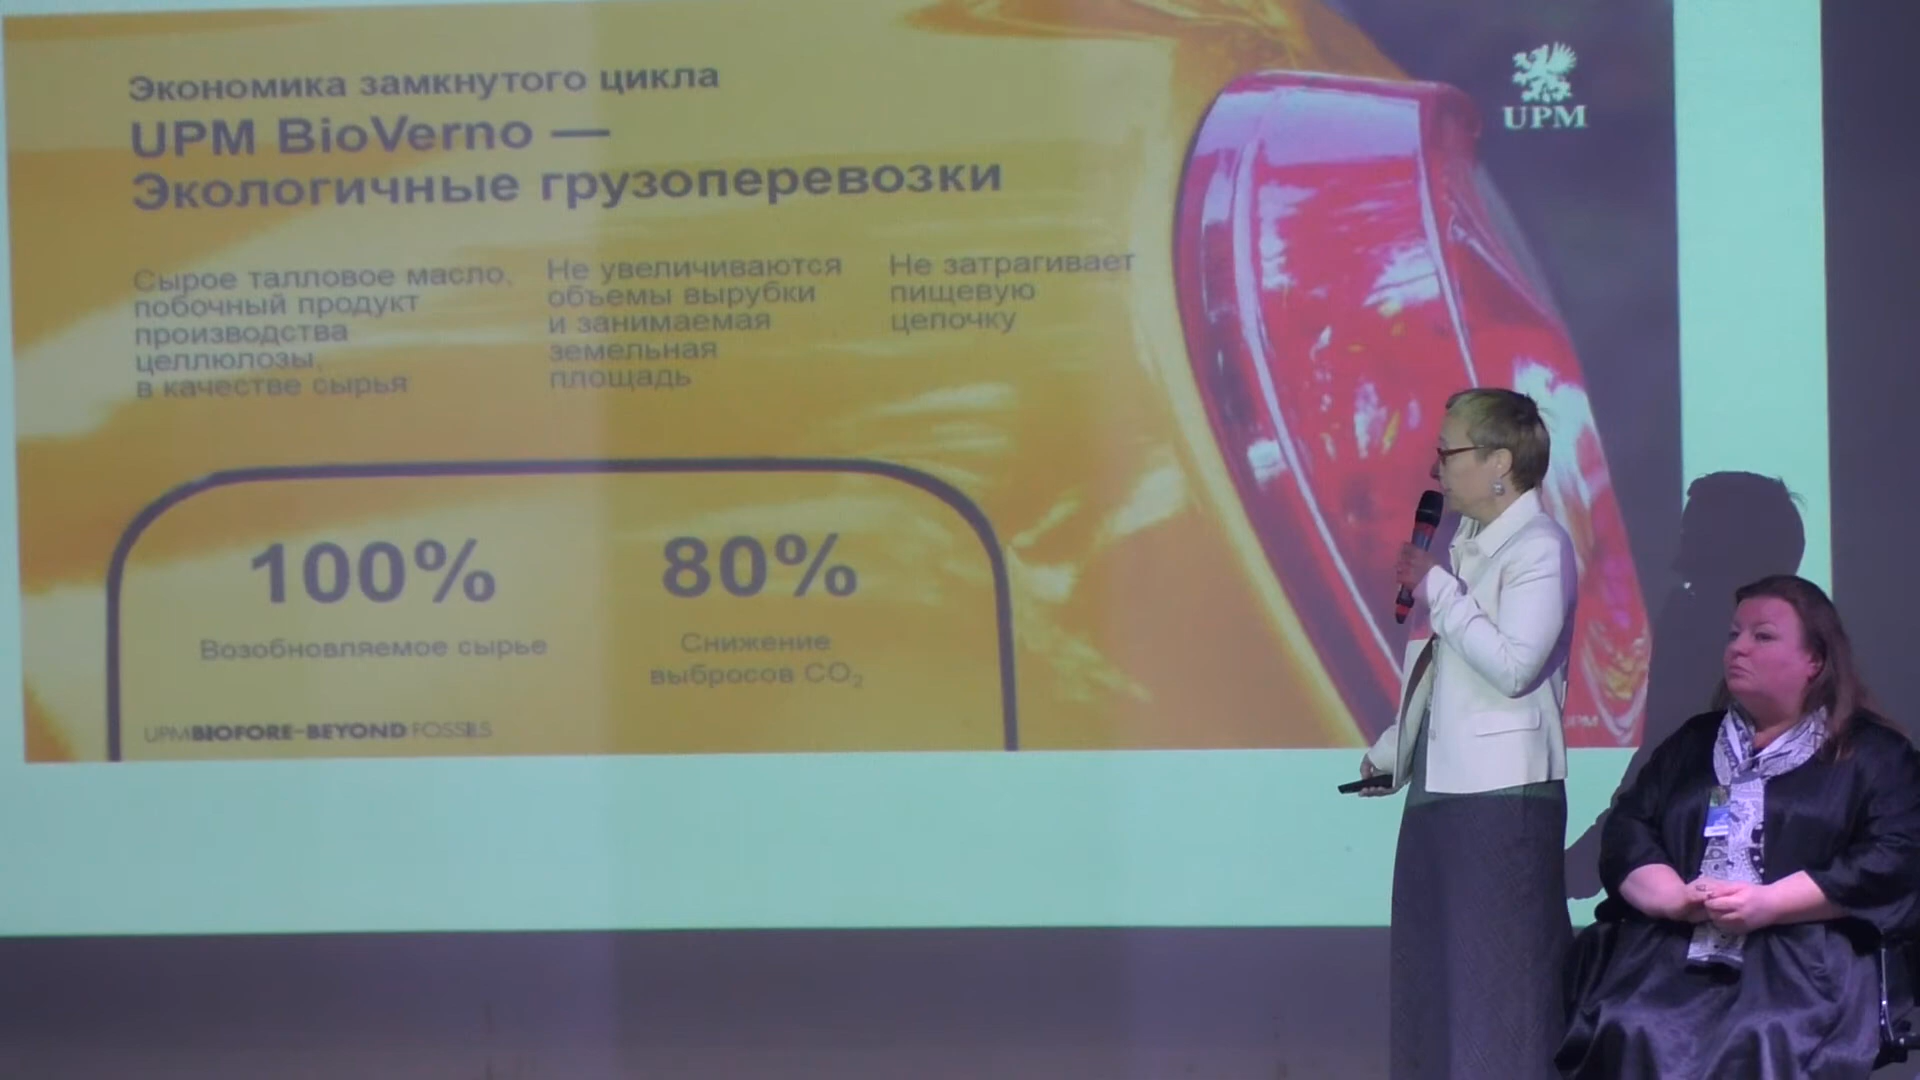 Экономика замкнутого цикла
UPM BioVerno —
Экологичные грузоперевозки
UPM
Сырое талловое масло,
побочный продукт
производства
целлюлозы,
в качестве сырья
Не увеличиваются
объемы вырубки
и занимаемая
земельная
площадь
Не затрагивает
пищевую
цепочку
100%
Возобновляемое сырье
80%
Снижение
выбросов CO₂
UPM BIOFORE–BEYOND FOSSILS
UPM